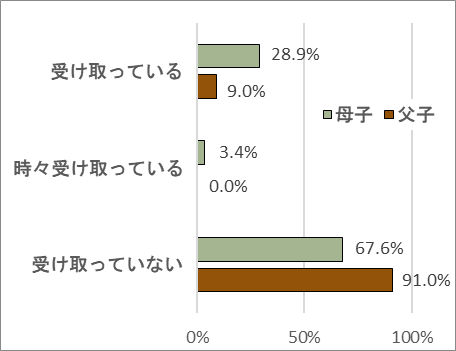 受け取っている
28.9%
9.0%
母子 父子
時々受け取っている
3.4%
0.0%
受け取っていない
67.6%
91.0%
0% 50% 100%